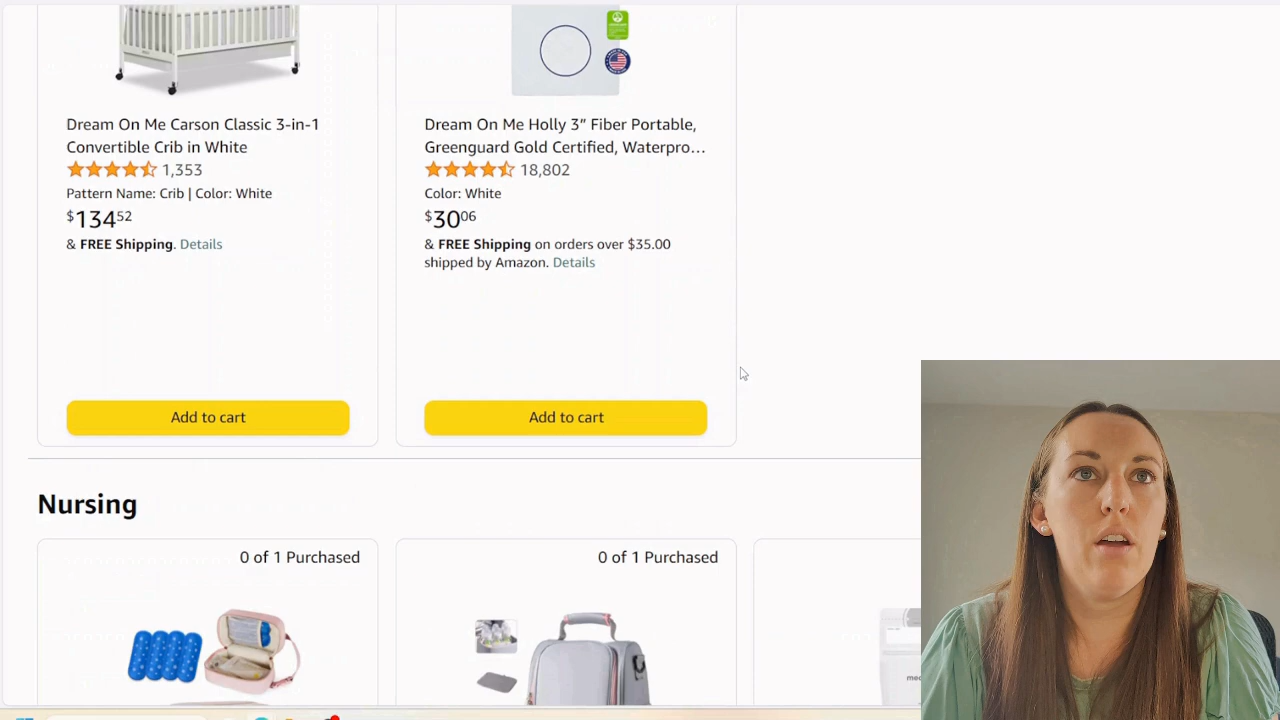 Dream On Me Carson Classic 3-in-1
Convertible Crib in White
1,353
Pattern Name: Crib | Color: White
$134.52
& FREE Shipping. Details
Add to cart
Dream On Me Holly 3” Fiber Portable,
Greenguard Gold Certified, Waterpro…
18,802
Color: White
$30.06
& FREE Shipping on orders over $35.00
shipped by Amazon. Details
Add to cart
Nursing
0 of 1 Purchased
0 of 1 Purchased